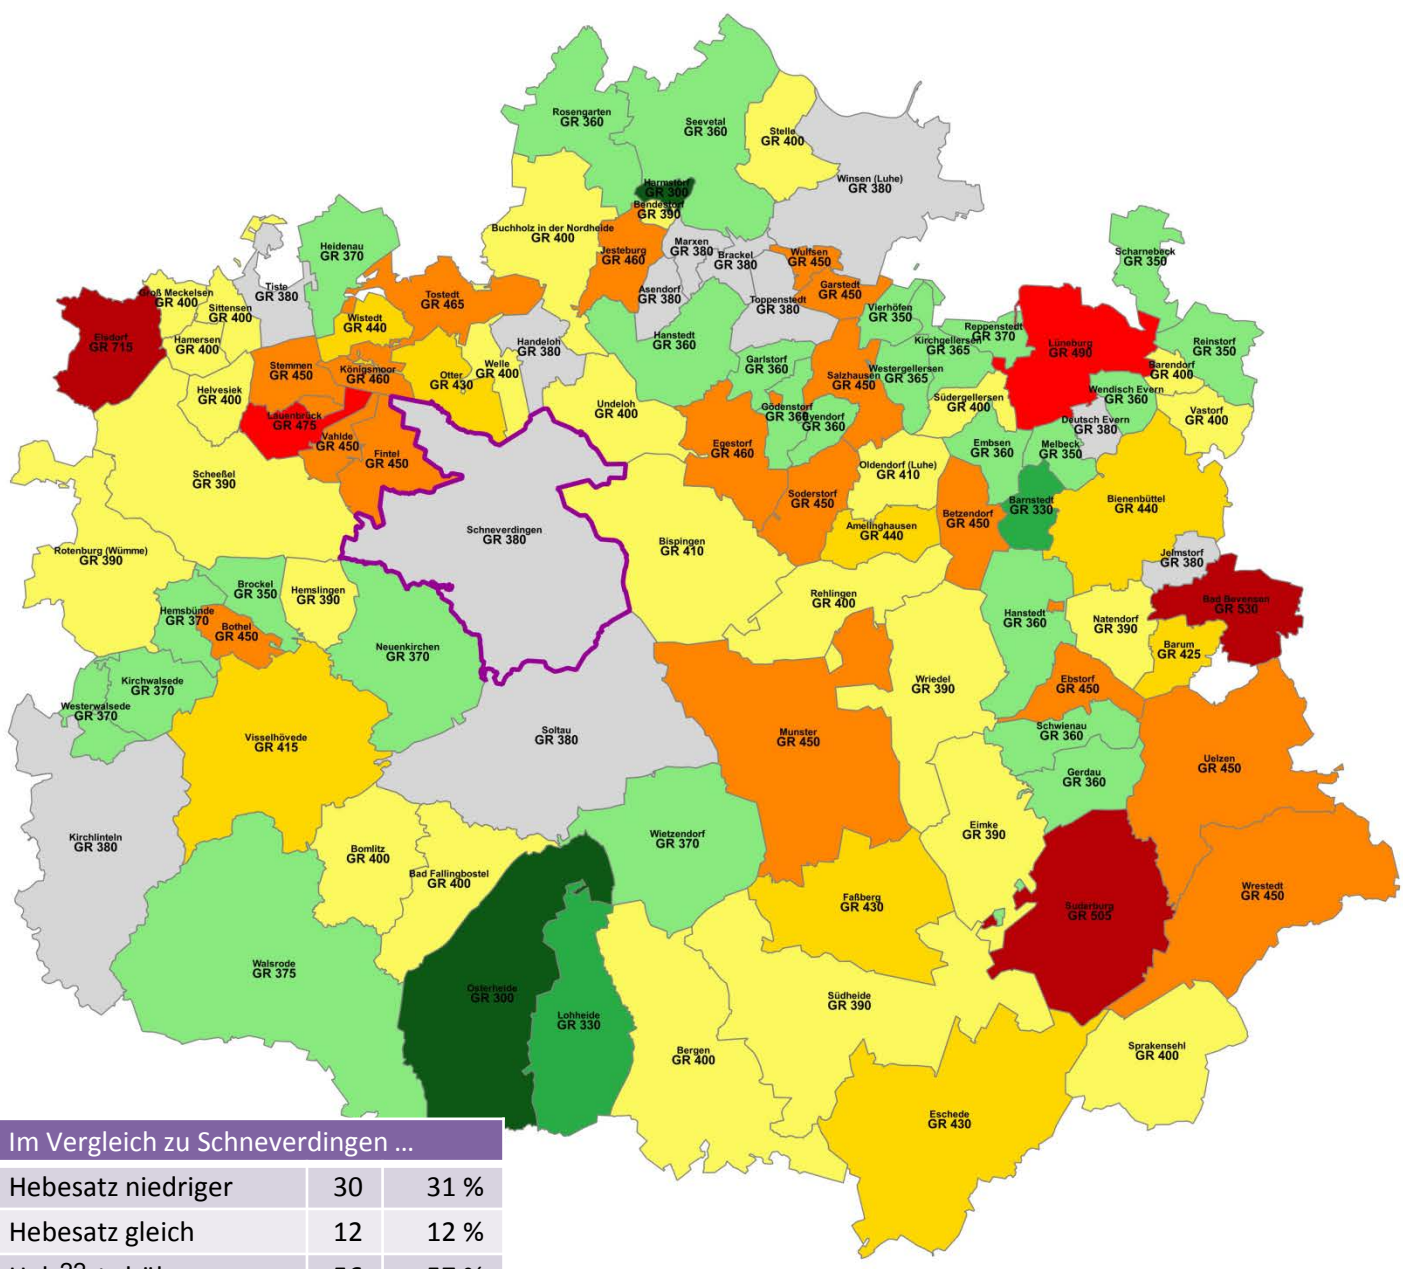 Rosengarten
GR 360
Seevetal
GR 360
Stelle
GR 400
Winsen (Luhe)
GR 380
Harmstorf
GR 300
Bendestorf
GR 390
Buchholz in der Nordheide
GR 400
Jesteburg
GR 460
Marxen
GR 380
Brackel
GR 380
Wulfsen
GR 450
Asendorf
GR 380
Toppenstedt
GR 380
Garstedt
GR 450
Scharnebeck
GR 350
Heidenau
GR 370
Tiste
GR 380
Groß Meckelsen
GR 400
Sittensen
GR 400
Tostedt
GR 465
Wistedt
GR 440
Handeloh
GR 380
Hanstedt
GR 360
Vierhöfen
GR 350
Reppenstedt
GR 370
Kirchgellersen
GR 365
Lüneburg
GR 490
Reinstorf
GR 350
Elsdorf
GR 715
Hamersen
GR 400
Stemmen
GR 450
Königsmoor
GR 460
Otter
GR 430
Welle
GR 400
Garlstorf
GR 360
Salzhausen
GR 450
Westergellersen
GR 365
Barendorf
GR 400
Wendisch Evern
GR 360
Helvesiek
GR 400
Lauenbrück
GR 475
Undeloh
GR 400
Gödenstorf
GR 360
Eyendorf
GR 360
Südergellersen
GR 400
Vastorf
GR 400
Deutsch Evern
GR 380
Vahlde
GR 450
Fintel
GR 450
Egestorf
GR 460
Embsen
GR 360
Melbeck
GR 350
Scheeßel
GR 390
Oldendorf (Luhe)
GR 410
Soderstorf
GR 450
Barnstedt
GR 330
Bienenbüttel
GR 440
Schneverdingen
GR 380
Bispingen
GR 410
Amelinghausen
GR 440
Betzendorf
GR 450
Rotenburg (Wümme)
GR 390
Jelmstorf
GR 380
Brockel
GR 350
Hemslingen
GR 390
Rehlingen
GR 400
Bad Bevensen
GR 530
Hemsbünde
GR 370
Bothel
GR 450
Hanstedt
GR 360
Natendorf
GR 390
Neuenkirchen
GR 370
Barum
GR 425
Kirchwalsede
GR 370
Wriedel
GR 390
Ebstorf
GR 450
Westerwalsede
GR 370
Visselhövede
GR 415
Soltau
GR 380
Munster
GR 450
Schwienau
GR 360
Uelzen
GR 450
Gerdau
GR 360
Kirchlinteln
GR 380
Wietzendorf
GR 370
Eimke
GR 390
Bomlitz
GR 400
Bad Fallingbostel
GR 400
Faßberg
GR 430
Suderburg
GR 505
Wrestedt
GR 450
Walsrode
GR 375
Osterheide
GR 300
Südheide
GR 390
Lohheide
GR 330
Bergen
GR 400
Sprakensehl
GR 400
Eschede
GR 430
Im Vergleich zu Schneverdingen ...
Hebesatz niedriger 30 31 %
Hebesatz gleich 12 12 %